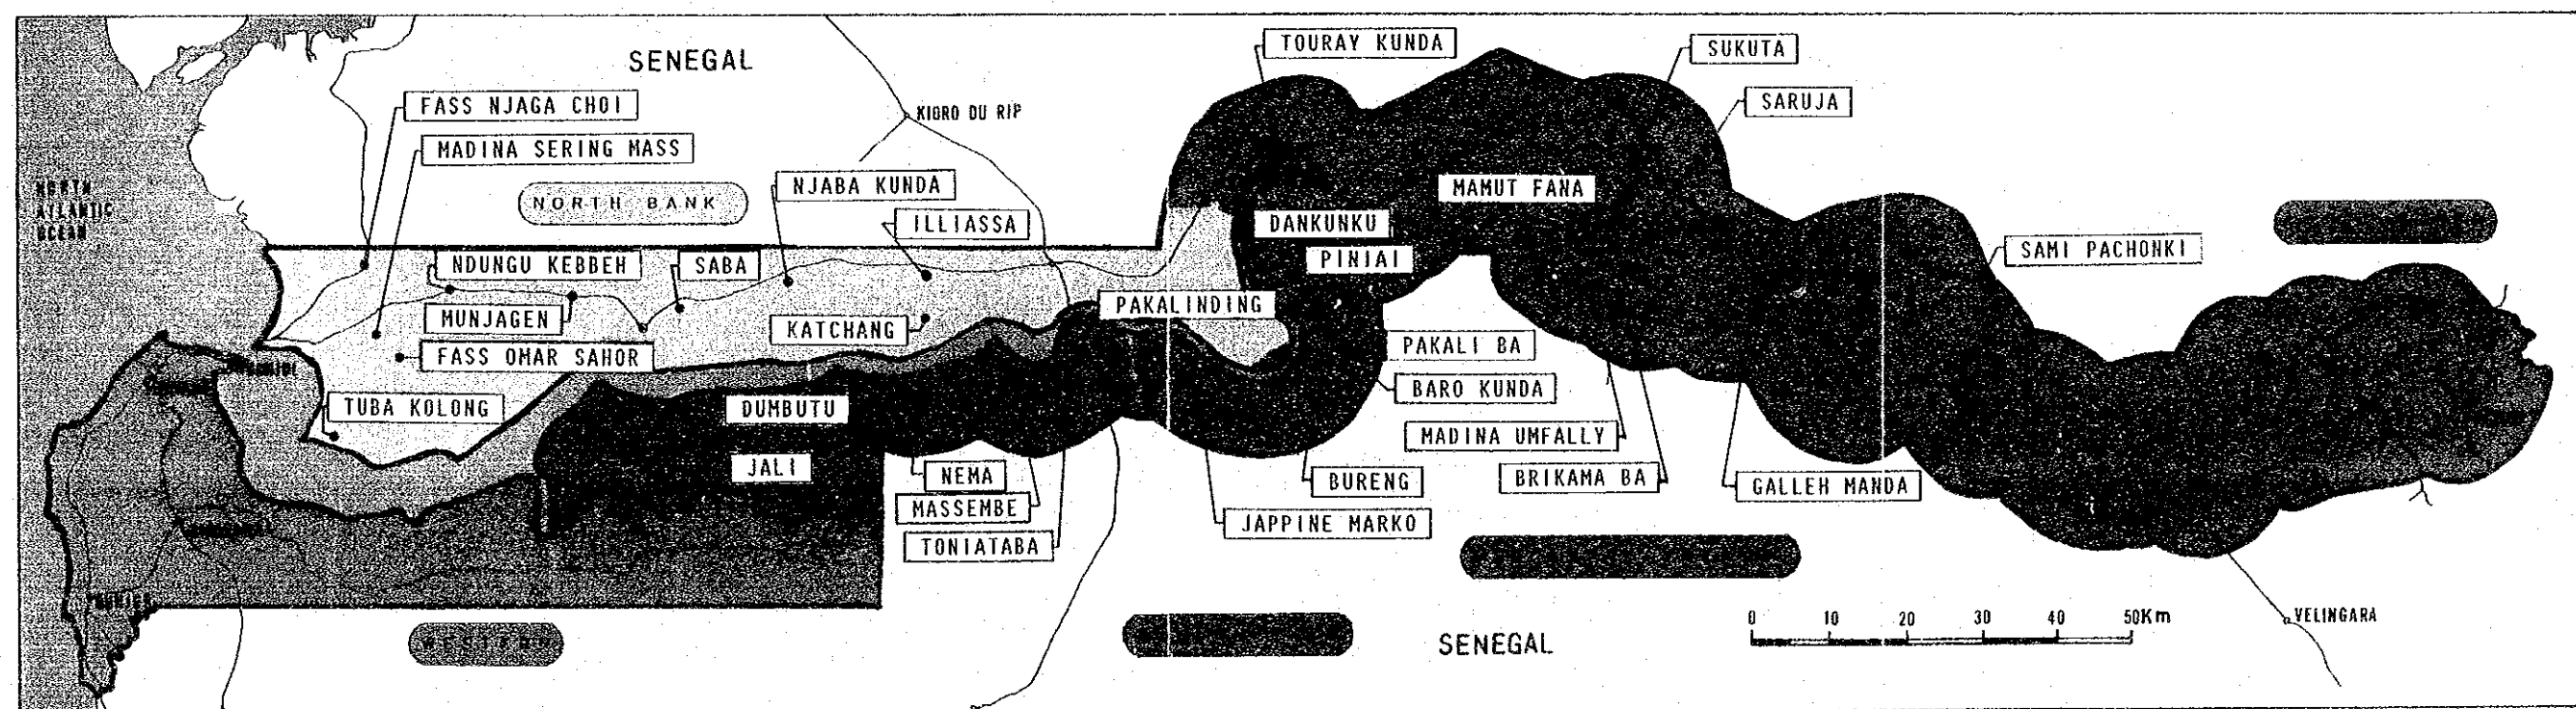 SENEGAL
TOURAY KUNDA
SUKUTA
FASS NJAGA CHOI
SARUJA
KIORO DU RIP
MADINA SERING MASS
NORTH
ATLANTIC
OCEAN
NORTH BANK
NJABA KUNDA
MAMUT FANA
ILLIASSA
DANKUNKU
SAMI PACHONKI
NDUNGU KEBBEH
SABA
PINIAI
PAKALINDING
MUNJAGEN
KATCHANG
PAKALI BA
FASS OMAR SAHOR
BARO KUNDA
TUBA KOLONG
DUMBUTU
MADINA UMFALLY
JALI
NEMA
BRIKAMA BA
BURENG
GALLEH MANDA
MASSEMBE
JAPPINE MARKO
TONIATABA
WESTERN
SENEGAL
0 10 20 30 40 50Km
VELINGARA